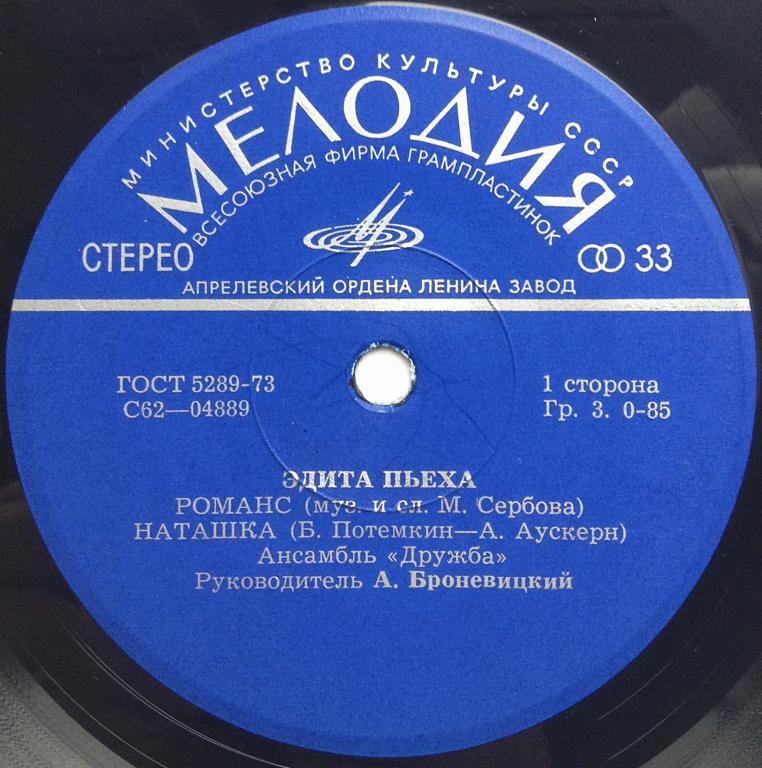 МИНИСТЕРСТВО КУЛЬТУРЫ СССР
МЕЛОДИЯ
ВСЕСОЮЗНАЯ ФИРМА ГРАМПЛАСТИНОК
СТЕРЕО
33
АПРЕЛЕВСКИЙ ОРДЕНА ЛЕНИНА ЗАВОД
ГОСТ 5289-73
С62—04889
1 сторона
Гр. 3. 0-85
ЭДИТА ПЬЕХА
РОМАНС (муз. и сл. М. Сербова)
НАТАШКА (Б. Потемкин—А. Аускерн)
Ансамбль «Дружба»
Руководитель А. Броневицкий